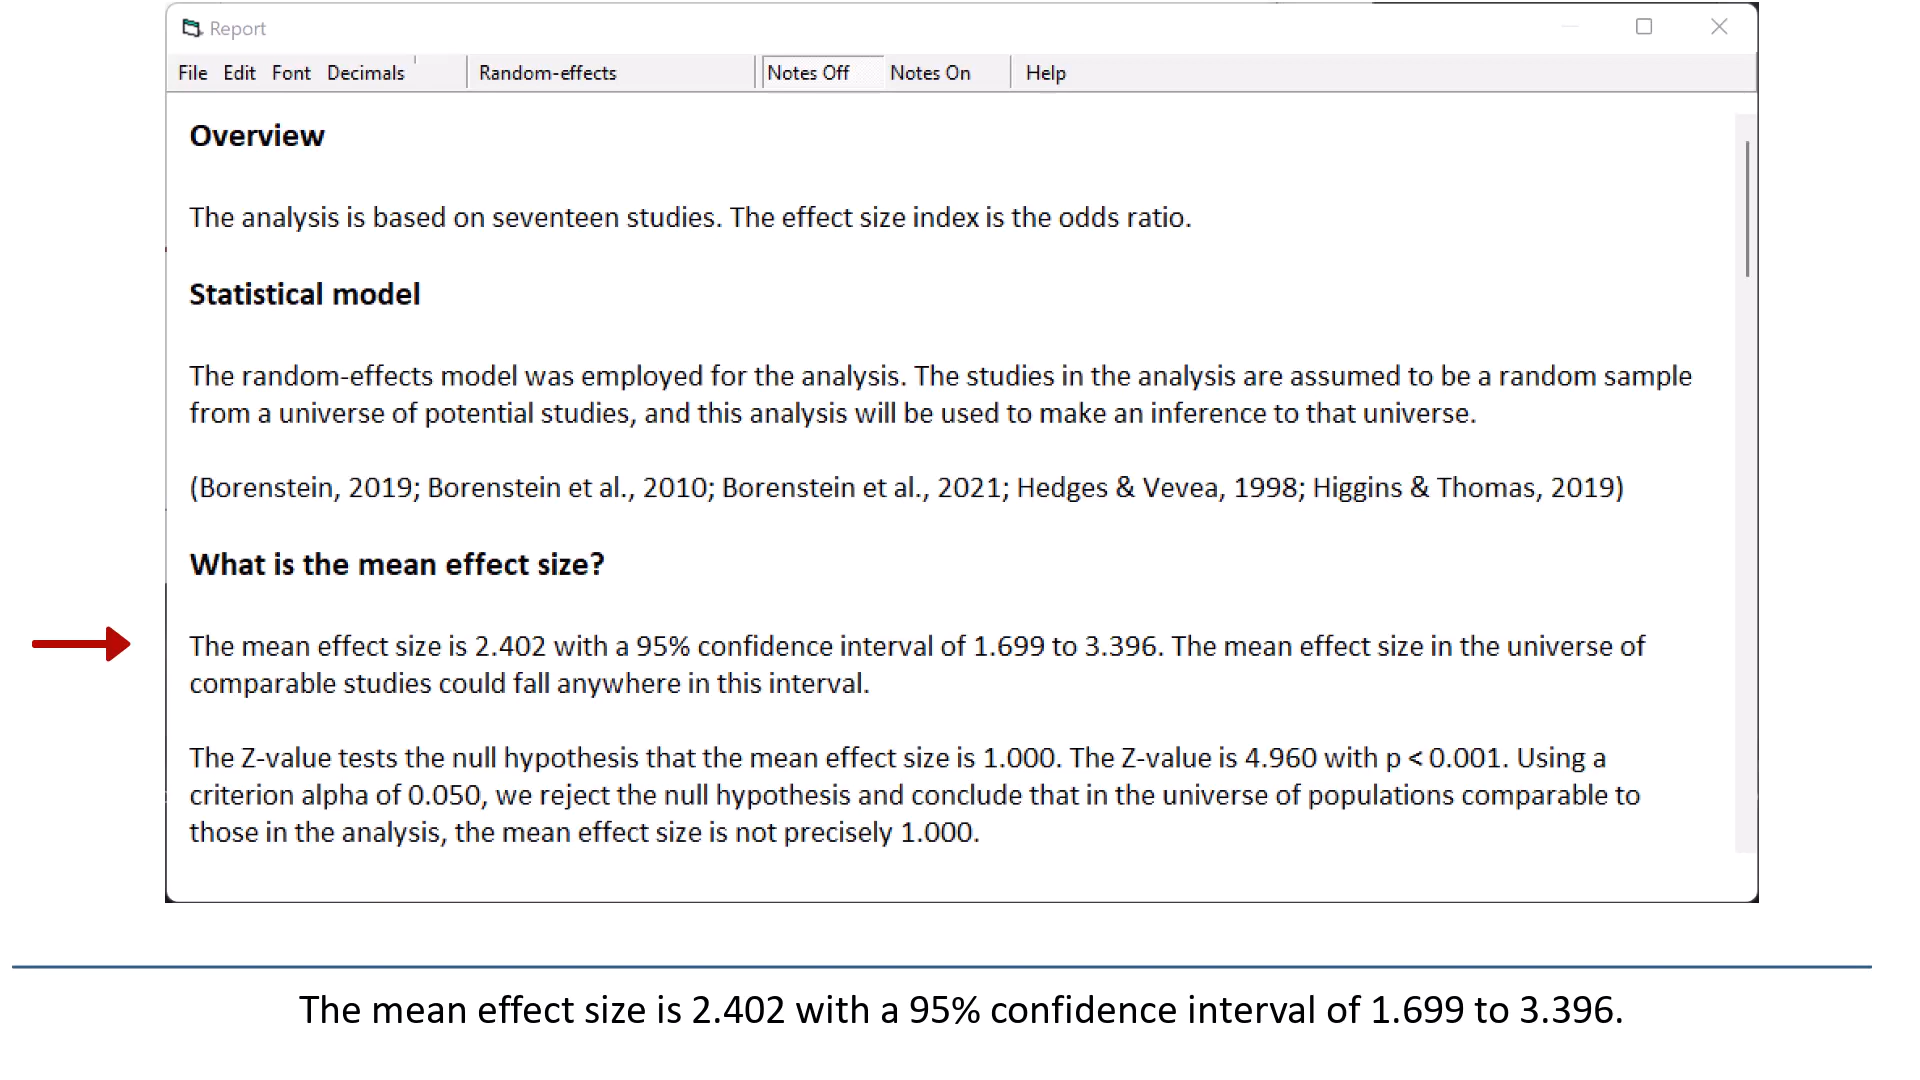 Report
File Edit Font Decimals Random-effects Notes Off Notes On Help
Overview
The analysis is based on seventeen studies. The effect size index is the odds ratio.
Statistical model
The random-effects model was employed for the analysis. The studies in the analysis are assumed to be a random sample
from a universe of potential studies, and this analysis will be used to make an inference to that universe.
(Borenstein, 2019; Borenstein et al., 2010; Borenstein et al., 2021; Hedges & Vevea, 1998; Higgins & Thomas, 2019)
What is the mean effect size?
The mean effect size is 2.402 with a 95% confidence interval of 1.699 to 3.396. The mean effect size in the universe of
comparable studies could fall anywhere in this interval.
The Z-value tests the null hypothesis that the mean effect size is 1.000. The Z-value is 4.960 with p < 0.001. Using a
criterion alpha of 0.050, we reject the null hypothesis and conclude that in the universe of populations comparable to
those in the analysis, the mean effect size is not precisely 1.000.
The mean effect size is 2.402 with a 95% confidence interval of 1.699 to 3.396.